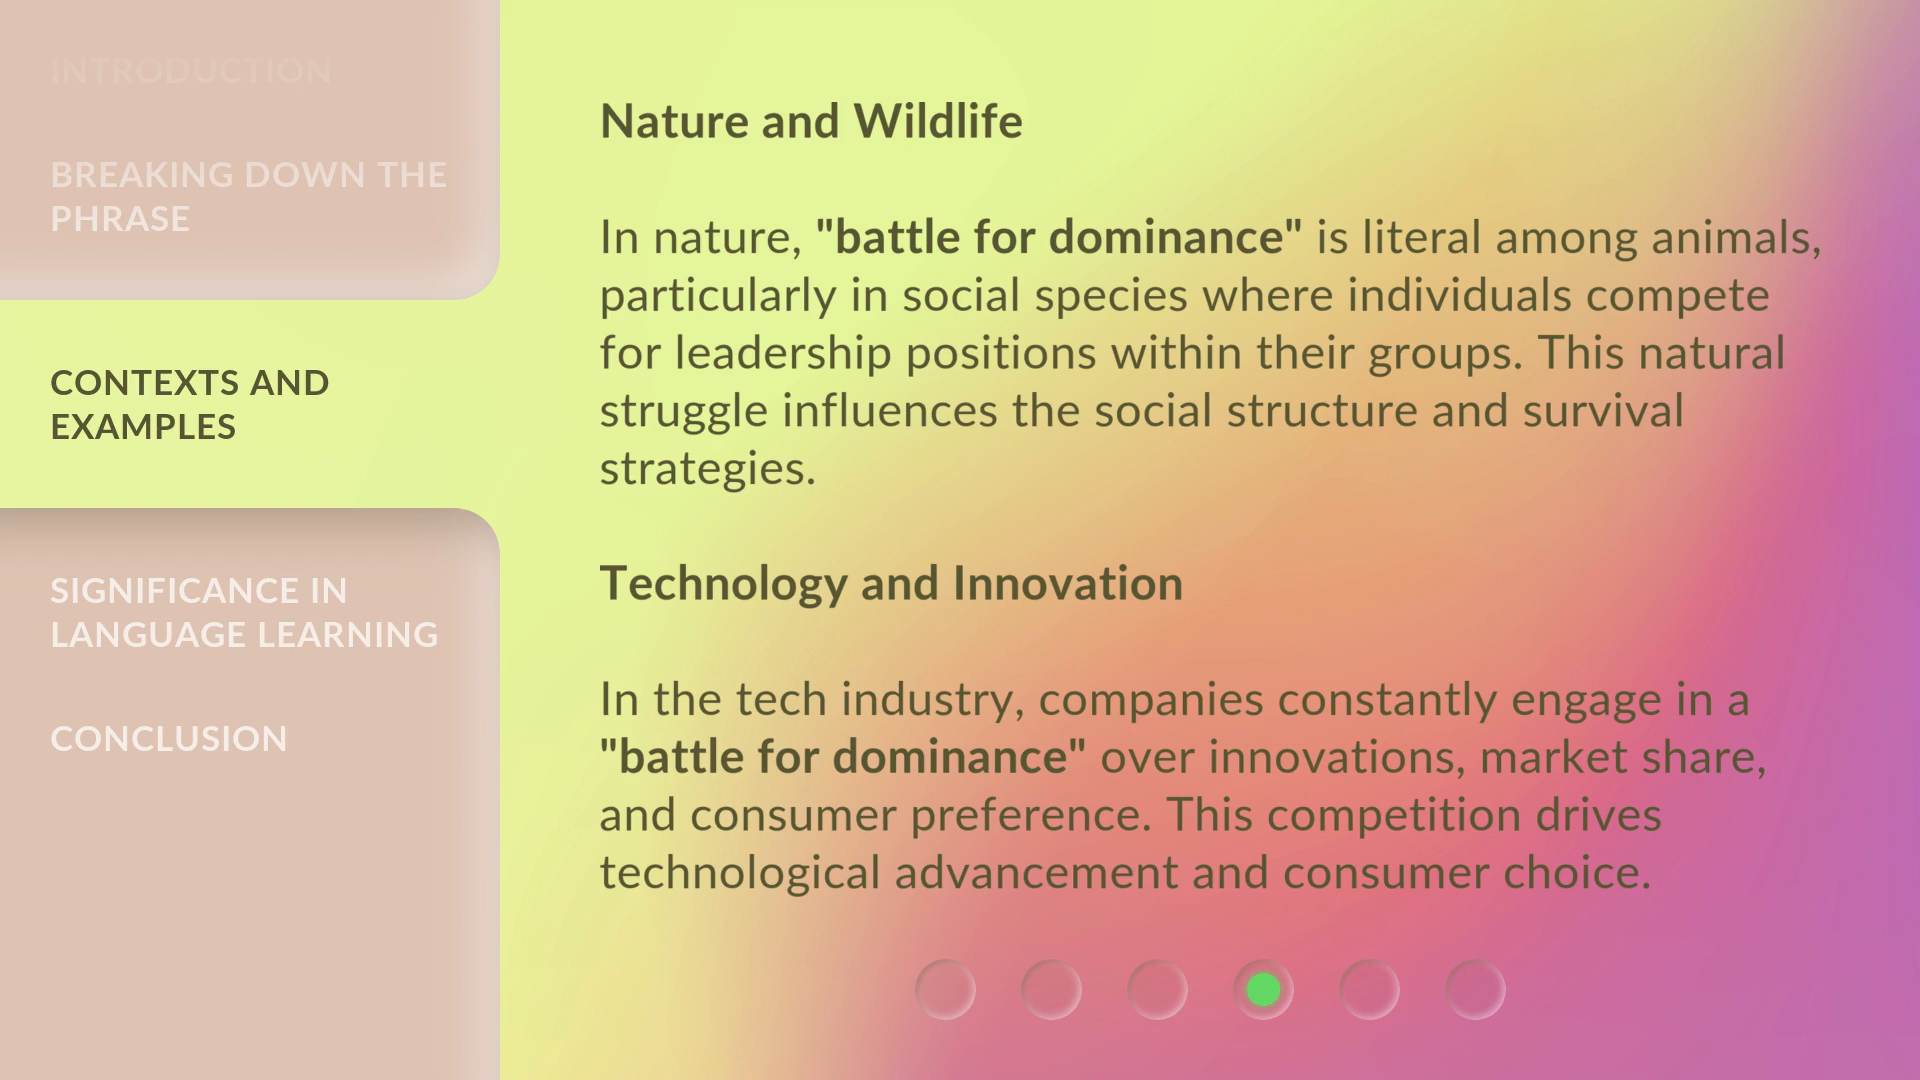 INTRODUCTION
BREAKING DOWN THE
PHRASE
CONTEXTS AND
EXAMPLES
SIGNIFICANCE IN
LANGUAGE LEARNING
CONCLUSION
Nature and Wildlife
In nature, "battle for dominance" is literal among animals,
particularly in social species where individuals compete
for leadership positions within their groups. This natural
struggle influences the social structure and survival
strategies.
Technology and Innovation
In the tech industry, companies constantly engage in a
"battle for dominance" over innovations, market share,
and consumer preference. This competition drives
technological advancement and consumer choice.